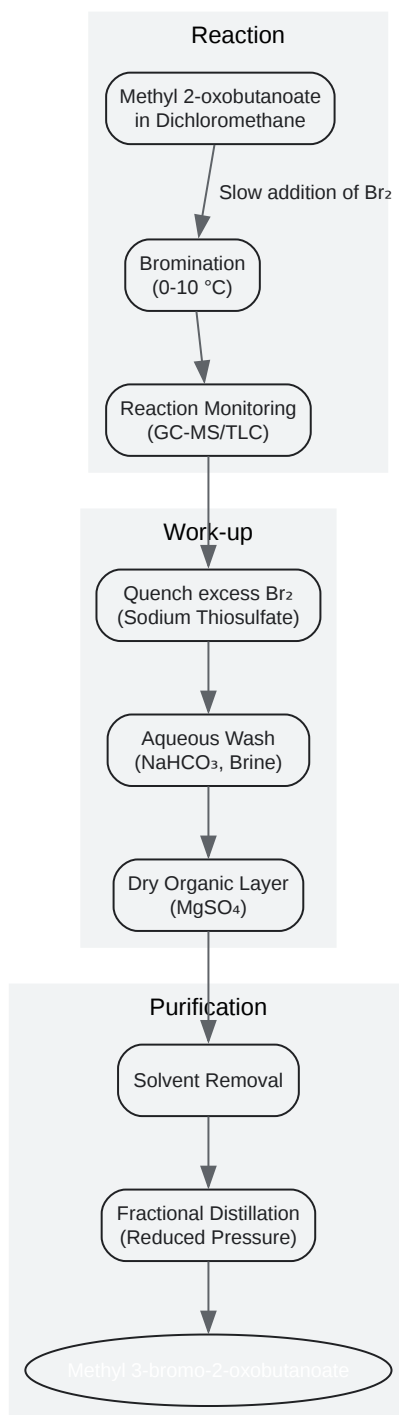 Reaction
Methyl 2-oxobutanoate
in Dichloromethane
Slow addition of Br₂
Bromination
(0-10 °C)
Reaction Monitoring
(GC-MS/TLC)
Work-up
Quench excess Br₂
(Sodium Thiosulfate)
Aqueous Wash
(NaHCO₃, Brine)
Dry Organic Layer
(MgSO₄)
Purification
Solvent Removal
Fractional Distillation
(Reduced Pressure)
Methyl 3-bromo-2-oxobutanoate